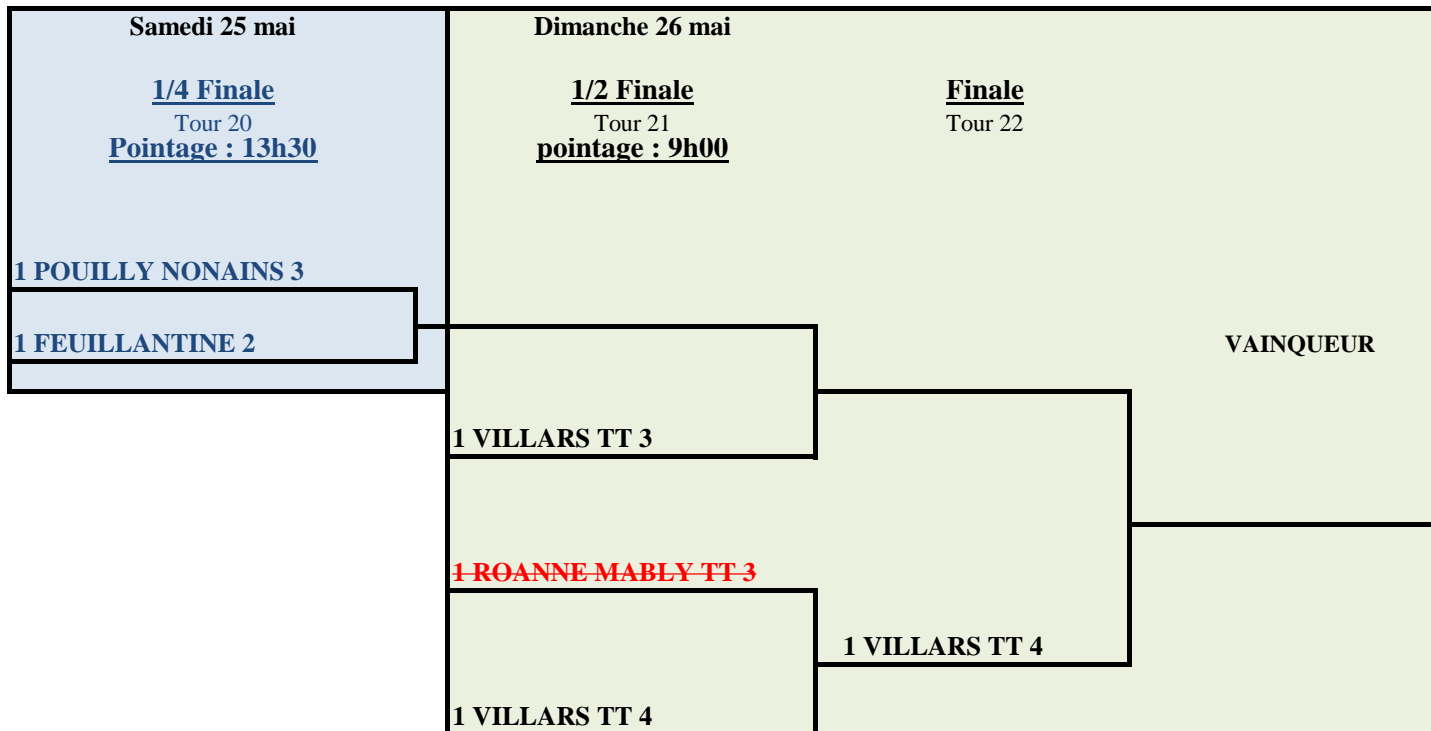 Samedi 25 mai
Dimanche 26 mai
1/4 Finale
1/2 Finale
Finale
Tour 20
Tour 21
Tour 22
Pointage : 13h30
pointage : 9h00
1 POUILLY NONAINS 3
1 FEUILLANTINE 2
VAINQUEUR
1 VILLARS TT 3
1 ROANNE MABLY TT 3
1 VILLARS TT 4
1 VILLARS TT 4